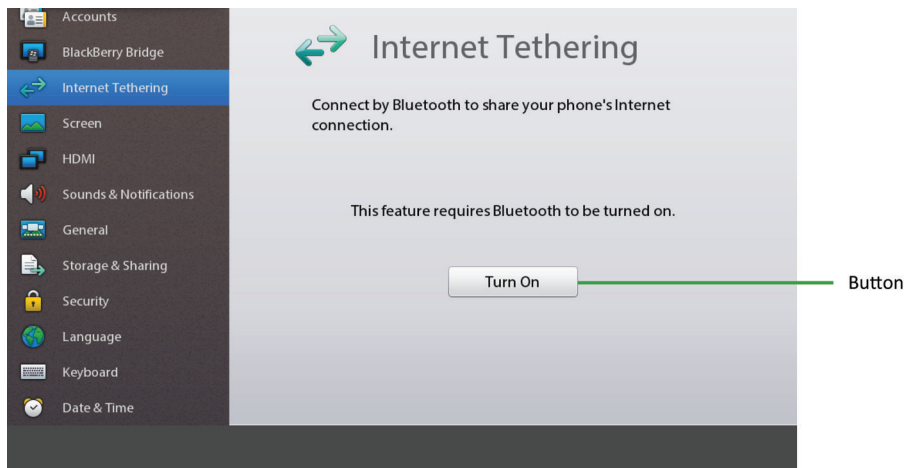 Accounts
BlackBerry Bridge
Internet Tethering
Screen
HDMI
Sounds & Notifications
General
Storage & Sharing
Security
Language
Keyboard
Date & Time
Internet Tethering
Connect by Bluetooth to share your phone's Internet
connection.
This feature requires Bluetooth to be turned on.
Turn On
Button